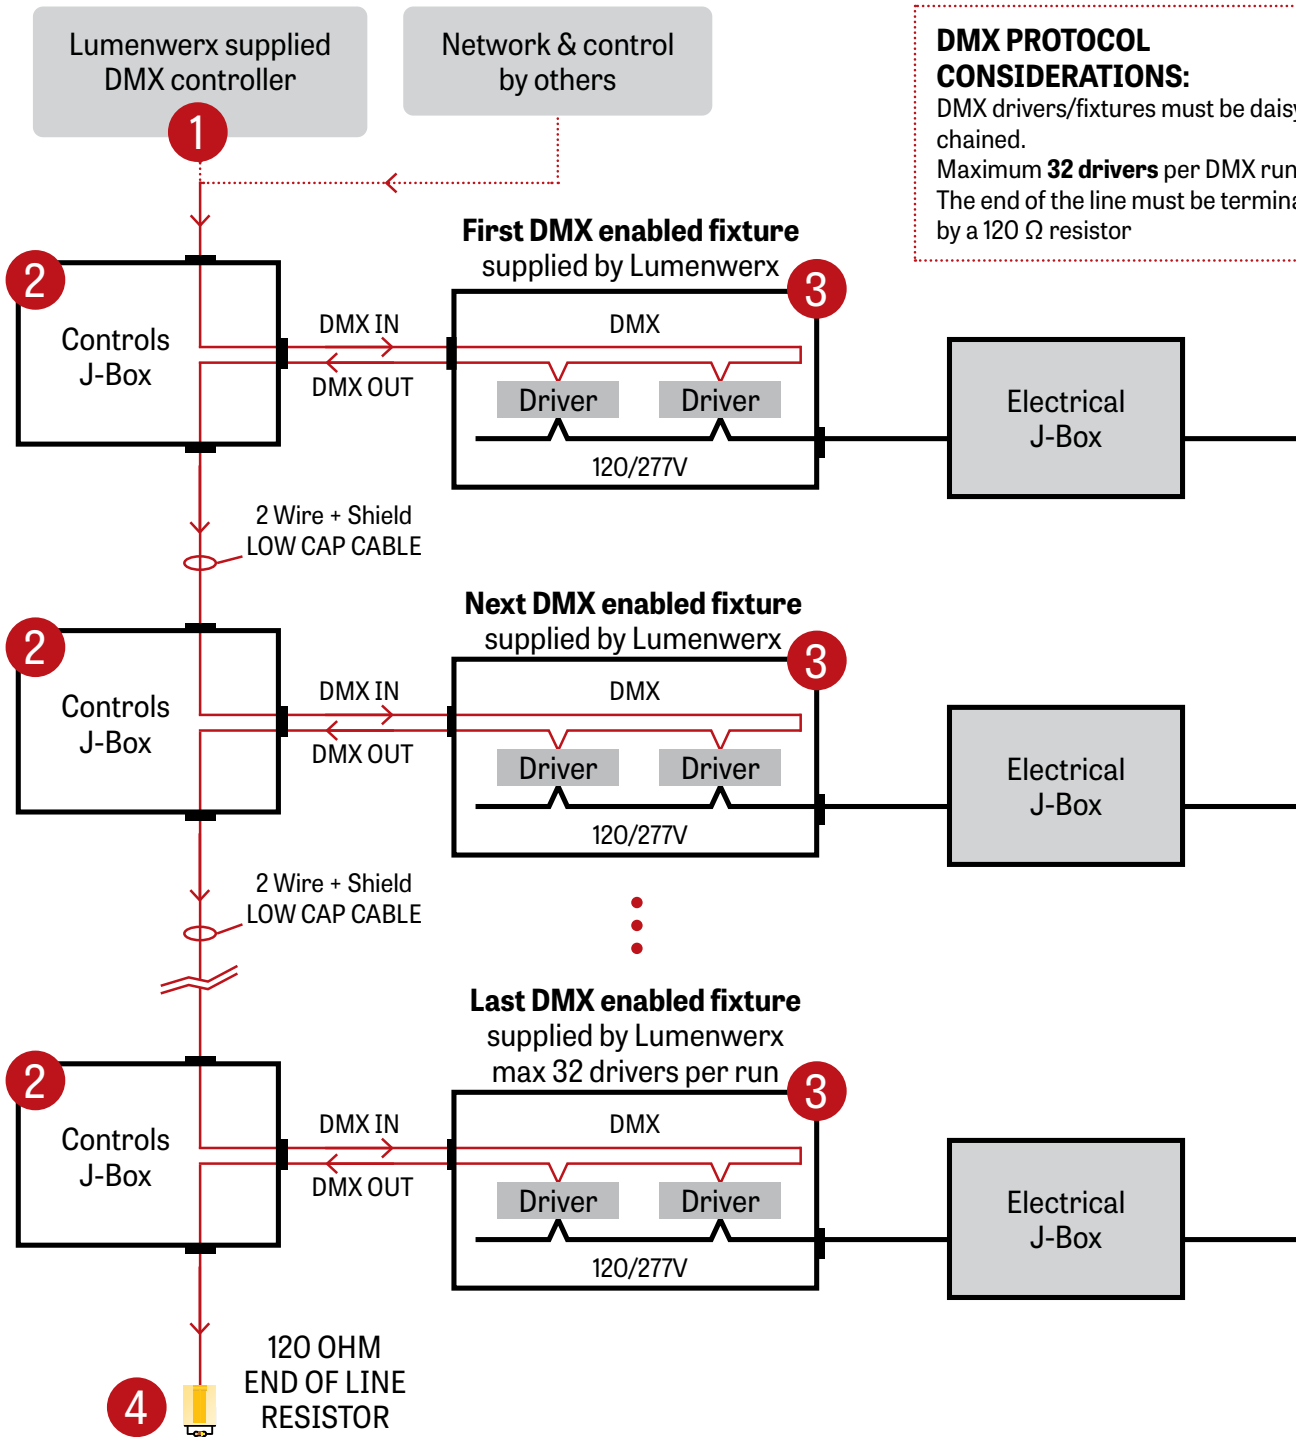 Lumenwerx supplied
DMX controller
1
Network & control
by others
DMX PROTOCOL
CONSIDERATIONS:
DMX drivers/fixtures must be daisy
chained.
Maximum 32 drivers per DMX run
The end of the line must be termina
by a 120 Ω resistor
First DMX enabled fixture
supplied by Lumenwerx
2
Controls
J-Box
DMX IN
DMX OUT
3
DMX
Driver
Driver
120/277V
Electrical
J-Box
2 Wire + Shield
LOW CAP CABLE
Next DMX enabled fixture
supplied by Lumenwerx
2
Controls
J-Box
DMX IN
DMX OUT
3
DMX
Driver
Driver
120/277V
Electrical
J-Box
2 Wire + Shield
LOW CAP CABLE
Last DMX enabled fixture
supplied by Lumenwerx
max 32 drivers per run
2
Controls
J-Box
DMX IN
DMX OUT
3
DMX
Driver
Driver
120/277V
Electrical
J-Box
4
120 OHM
END OF LINE
RESISTOR